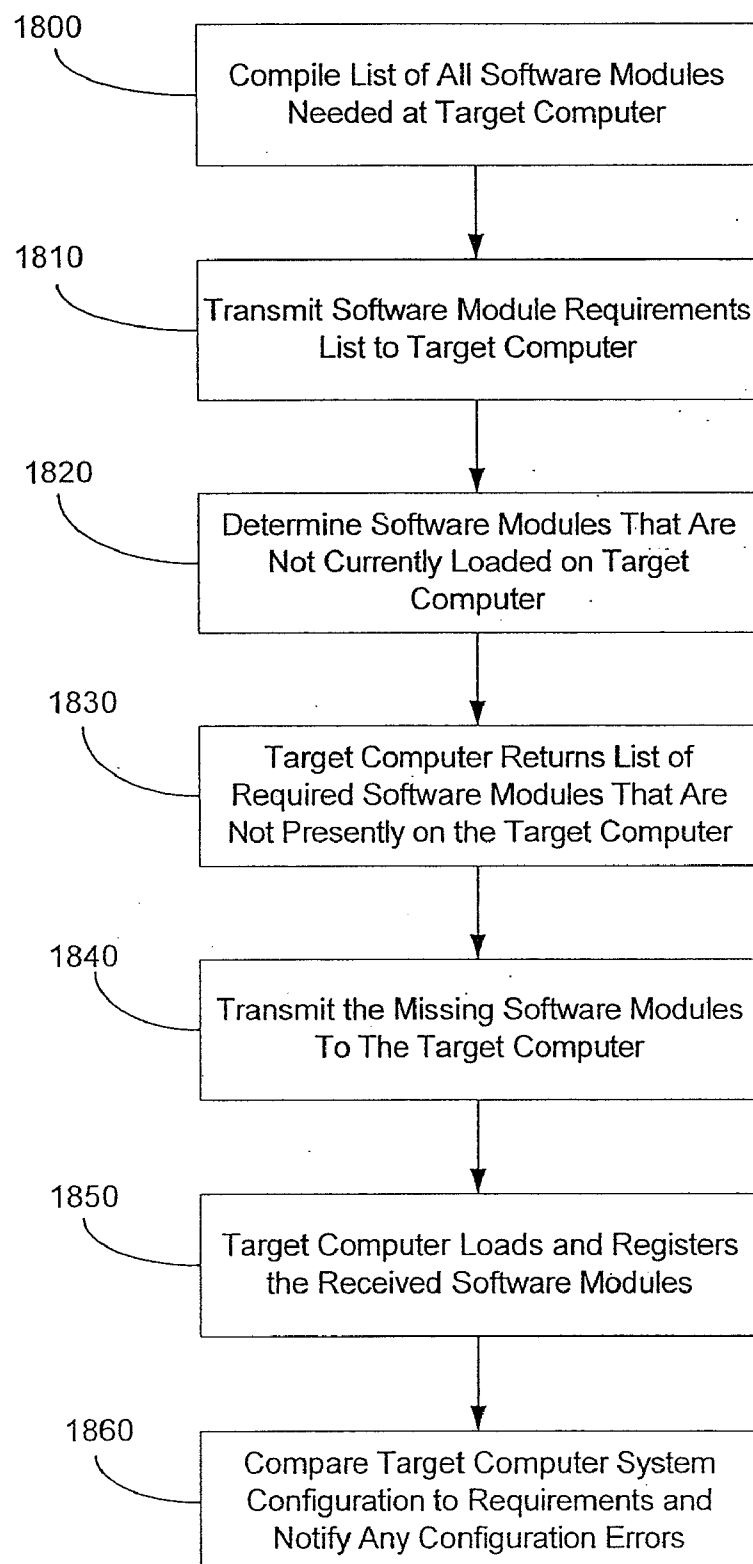 1800
Compile List of All Software Modules
Needed at Target Computer
1810
Transmit Software Module Requirements
List to Target Computer
1820
Determine Software Modules That Are
Not Currently Loaded on Target
Computer
1830
Target Computer Returns List of
Required Software Modules That Are
Not Presently on the Target Computer
1840
Transmit the Missing Software Modules
To The Target Computer
1850
Target Computer Loads and Registers
the Received Software Modules
1860
Compare Target Computer System
Configuration to Requirements and
Notify Any Configuration Errors